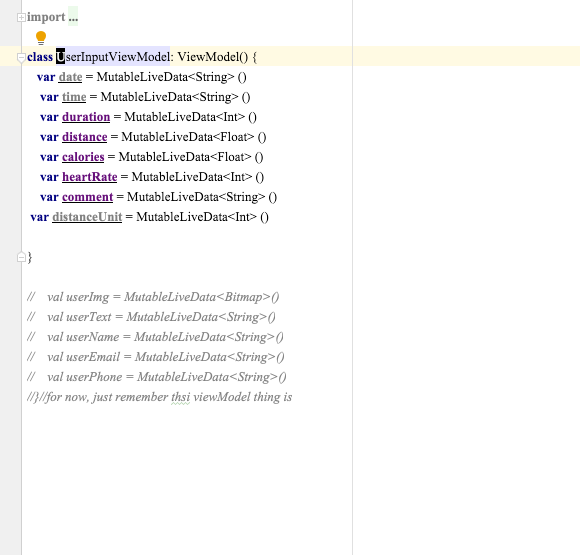 import ...
class UserInputViewModel: ViewModel() {
var date = MutableLiveData<String> ()
var time = MutableLiveData<String> ()
var duration = MutableLiveData<Int> ()
var distance = MutableLiveData<Float> ()
var calories = MutableLiveData<Float> ()
var heartRate = MutableLiveData<Int> ()
var comment = MutableLiveData<String> ()
var distanceUnit = MutableLiveData<Int> ()
}
// val userImg = MutableLiveData<Bitmap>()
// val userText = MutableLiveData<String>()
// val userName = MutableLiveData<String>()
// val userEmail = MutableLiveData<String>()
// val userPhone = MutableLiveData<String>()
//}//for now, just remember thsi viewModel thing is